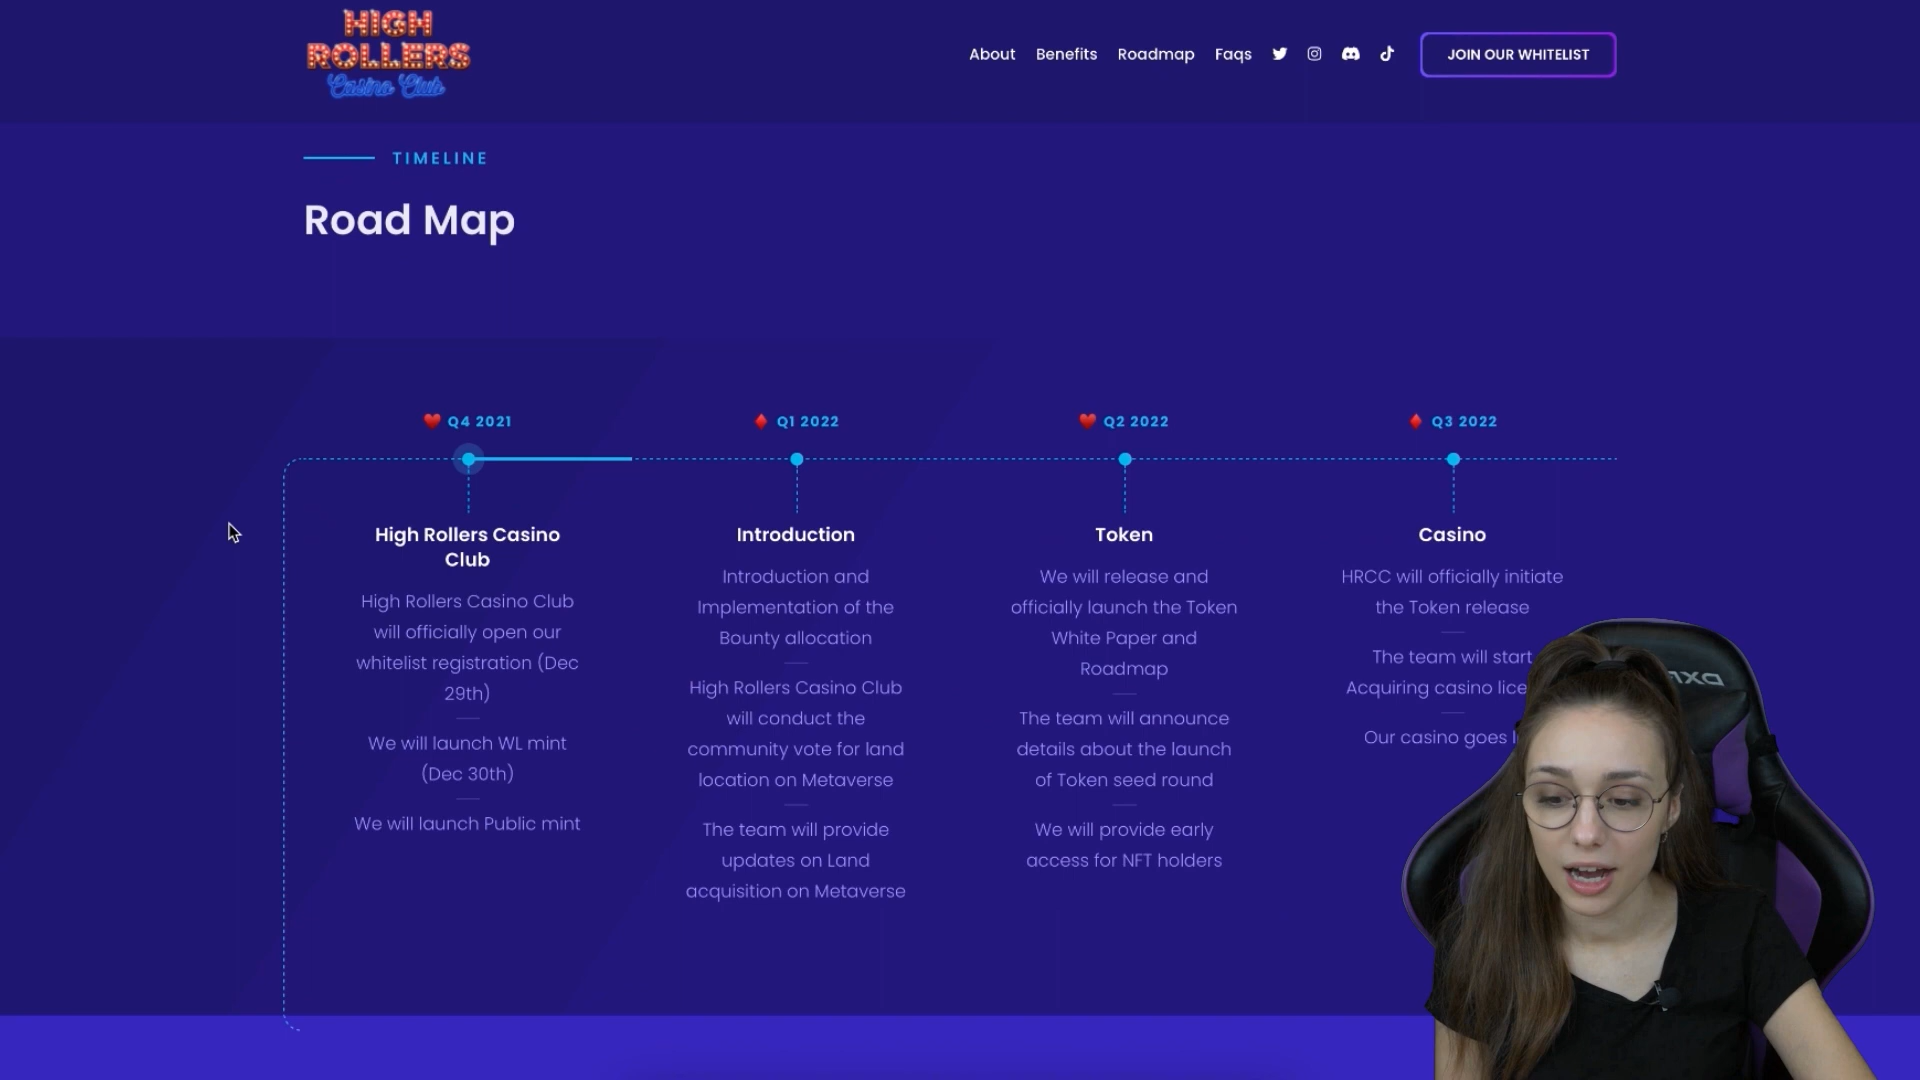 HIGH
ROLLERS
Casino Club
About
Benefits
Roadmap
Faqs
JOIN OUR WHITELIST
TIMELINE
Road Map
Q4 2021
High Rollers Casino
Club
High Rollers Casino Club
will officially open our
whitelist registration (Dec
29th)
We will launch WL mint
(Dec 30th)
We will launch Public mint
Q1 2022
Introduction
Introduction and
Implementation of the
Bounty allocation
High Rollers Casino Club
will conduct the
community vote for land
location on Metaverse
The team will provide
updates on Land
acquisition on Metaverse
Q2 2022
Token
We will release and
officially launch the Token
White Paper and
Roadmap
The team will announce
details about the launch
of Token seed round
We will provide early
access for NFT holders
Q3 2022
Casino
HRCC will officially initiate
the Token release
The team will start
Acquiring casino
Our casino goes